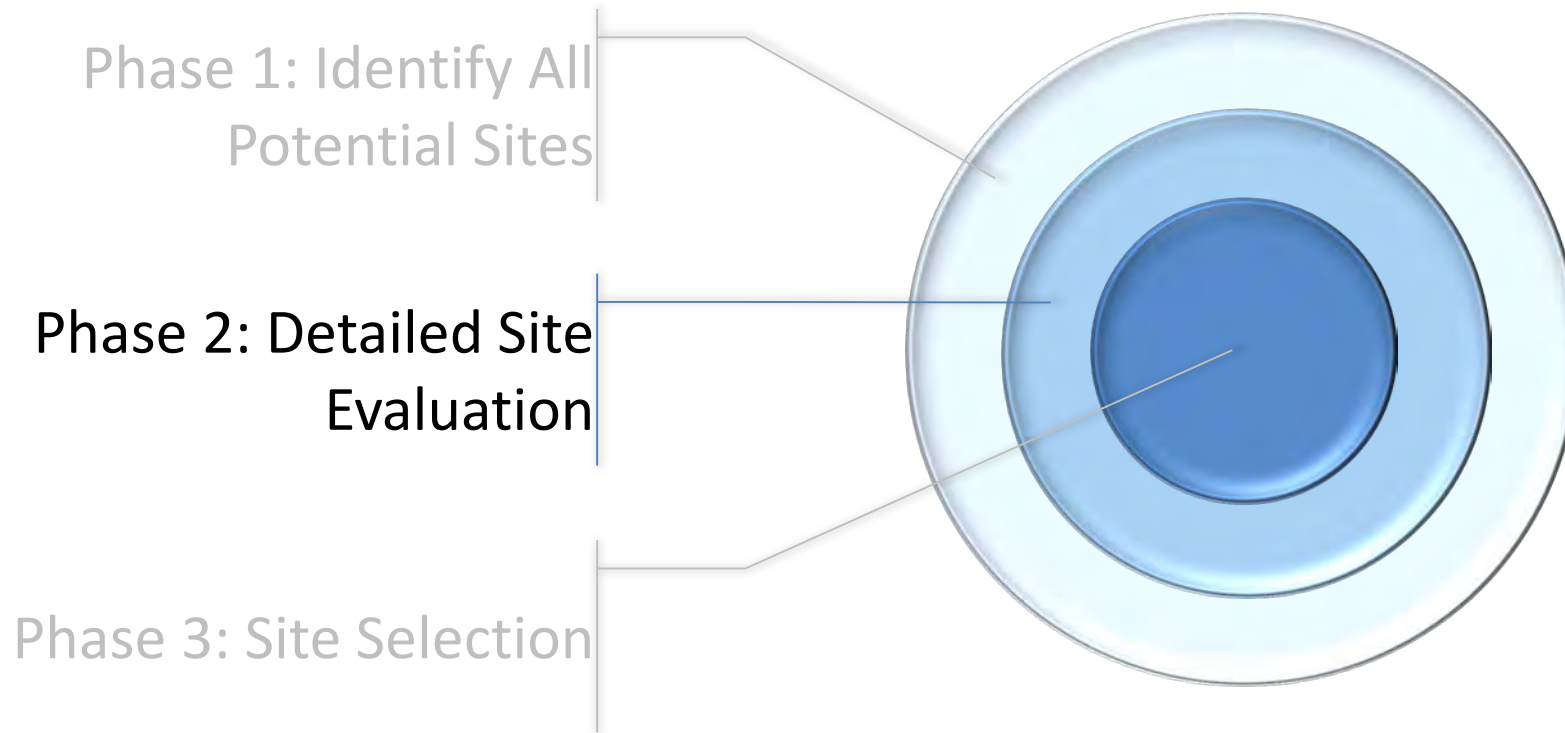 Phase 1: Identify All
Potential Sites
Phase 2: Detailed Site
Evaluation
Phase 3: Site Selection